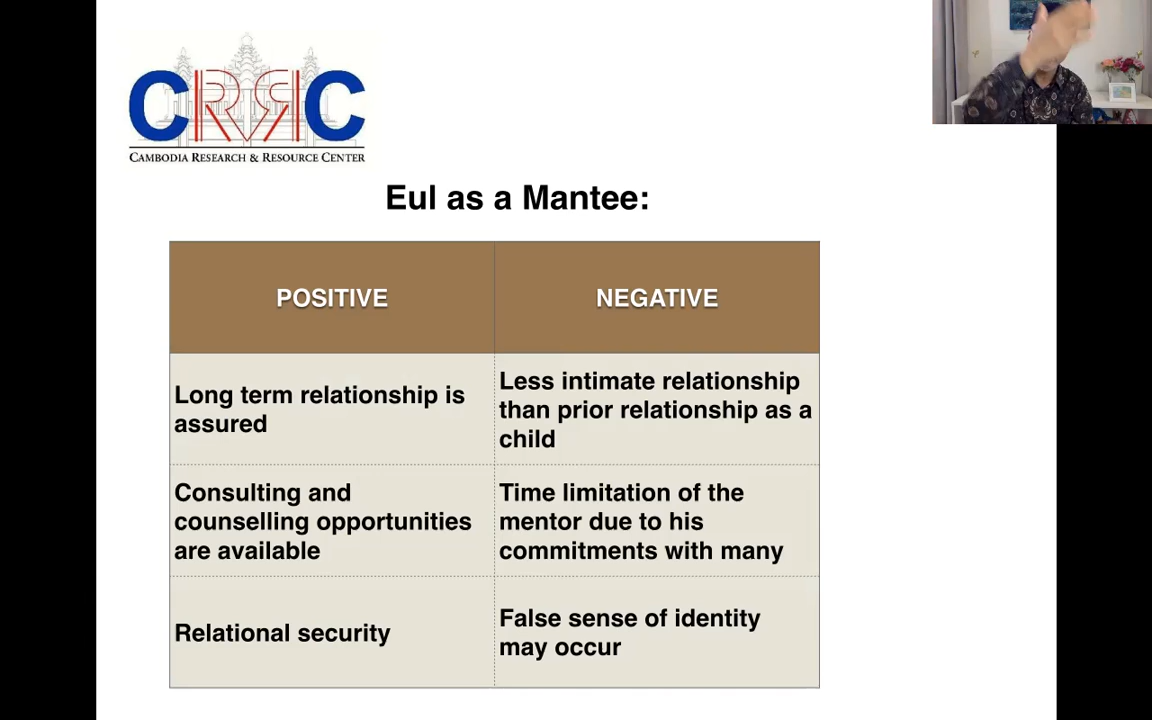 CRRC
CAMBODIA RESEARCH & RESOURCE CENTER
Eul as a Mantee:
POSITIVE
NEGATIVE
Long term relationship is
assured
Less intimate relationship
than prior relationship as a
child
Consulting and
counselling opportunities
are available
Time limitation of the
mentor due to his
commitments with many
Relational security
False sense of identity
may occur